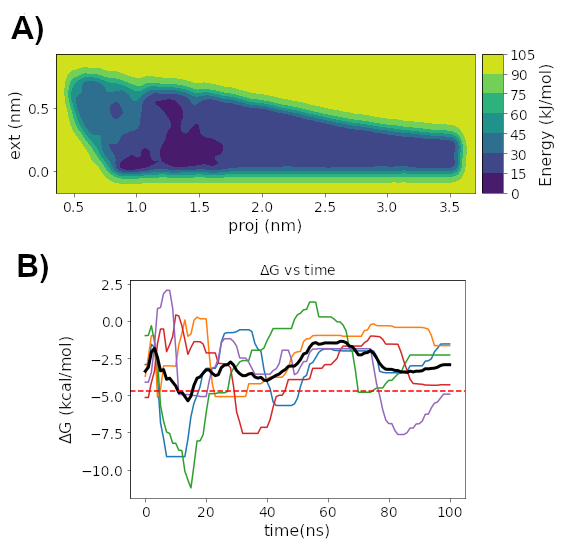 A)
ext (nm)
0.5
0.0
0.5 1.0 1.5 2.0 2.5 3.0 3.5
proj (nm)
105
90
75
60
45
30
15
0
Energy (kJ/mol)
B)
ΔG vs time
ΔG (kcal/mol)
2.5
0.0
−2.5
−5.0
−7.5
−10.0
0 20 40 60 80 100
time(ns)